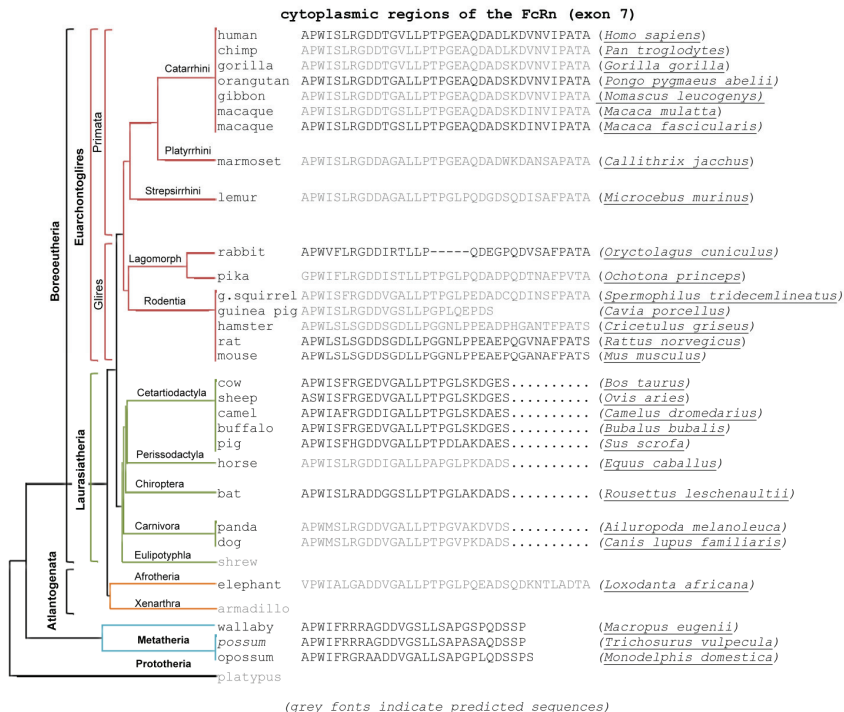 cytoplasmic regions of the FcRn (exon 7)
human APWISLRGDDTGVLLPTPGEAQDADLKDVNVIPATA (Homo sapiens)
chimp APWISLRGDDTGVLLPTPGEAQDADLKDVNVIPATA (Pan troglodytes)
gorilla APWISLRGDDTGVLLPTPGEAQDADSKDVNVIPATA (Gorilla gorilla)
Catarrhini
orangutan APWISLRGDDTGALLPTPGEAQDADSKDVNVIPATA (Pongo pygmaeus abelii)
gibbon APWISLRGDDTGSLLPTPGEAQDADSKDVNVIPATA (Nomascus leucogenys)
macaque APWISLRGDDTGSLLPTPGEAQDADSKDINVIPATA (Macaca mulatta)
macaque APWISLRGDDTGSLLPTPGEAQDADSKDINVIPATA (Macaca fascicularis)
Primata
Platyrrhini
marmoset APWISLRGDDAGALLPTPGEAQDADWKDANSAPATA (Callithrix jacchus)
Strepsirrhini
lemur APWISLRGDDAGALLPTPGLPQDGDSQDISAFPATA (Microcebus murinus)
Euarchontoglires
Boreoeutheria
rabbit APWVFLRGDDIRTLLP-----QDEGPQDVSAFPATA (Oryctolagus cuniculus)
Lagomorph
pika GPWIFLRGDDISTLLPTPGLPQDADPQDTNAFPVTA (Ochotona princeps)
Glires
Rodentia
g.squirrel APWISFRGDDVGALLPTPGLPEDADCQDINSFPATA (Spermophilus tridecemlineatus)
guinea pig APWISLRGDDVGSLLPGPLQEPDS (Cavia porcellus)
hamster APWLSLSGDDSGDLLPGGNLPPEADPHGANTFPATS (Cricetulus griseus)
rat APWLSLSGDDSGDLLPGGNLPPEAEPQGVNAFPATS (Rattus norvegicus)
mouse APWLSLSGDDSGDLLPGGNLPPEAEPQGANAFPATS (Mus musculus)
cow APWISFRGEDVGALLPTPGLSKDGES.......... (Bos taurus)
Cetartiodactyla
sheep ASWISFRGEDVGALLPTPGLSKDGES.......... (Ovis aries)
camel APWIAFRGDDIGALLPTPGLSKDAES.......... (Camelus dromedarius)
buffalo APWISFRGEDVGALLPTPGLSKDGES.......... (Bubalus bubalis)
pig APWISFHGDDVGALLPTPDLAKDAES.......... (Sus scrofa)
Perissodactyla
horse APWISLRGDDIGALLPAPGLPKDADS.......... (Equus caballus)
Chiroptera
bat APWISLRADDGGSLLPTPGLAKDADS.......... (Rousettus leschenaultii)
Laurasiatheria
panda APWMSLRGDDVGALLPTPGVAKDVDS.......... (Ailuropoda melanoleuca)
Carnivora
dog APWMSLRGDDVGALLPTPGVPKDADS.......... (Canis lupus familiaris)
Eulipotyphla
shrew
Afrotheria
elephant VPWIALGADDVGALLPTPGLPQEADSQDKNTLADTA (Loxodanta africana)
Atlantogenata
Xenarthra
armadillo
wallaby APWIFRRRAGDDVGSLLSAPGSPQDSSP (Macropus eugenii)
Metatheria
possum APWIFRRRAGDDVGSLLSAPASAQDSSP (Trichosurus vulpecula)
opossum APWIFRGRAADDVGALLSAPGPLQDSSPS (Monodelphis domestica)
Prototheria
platypus
(grey fonts indicate predicted sequences)